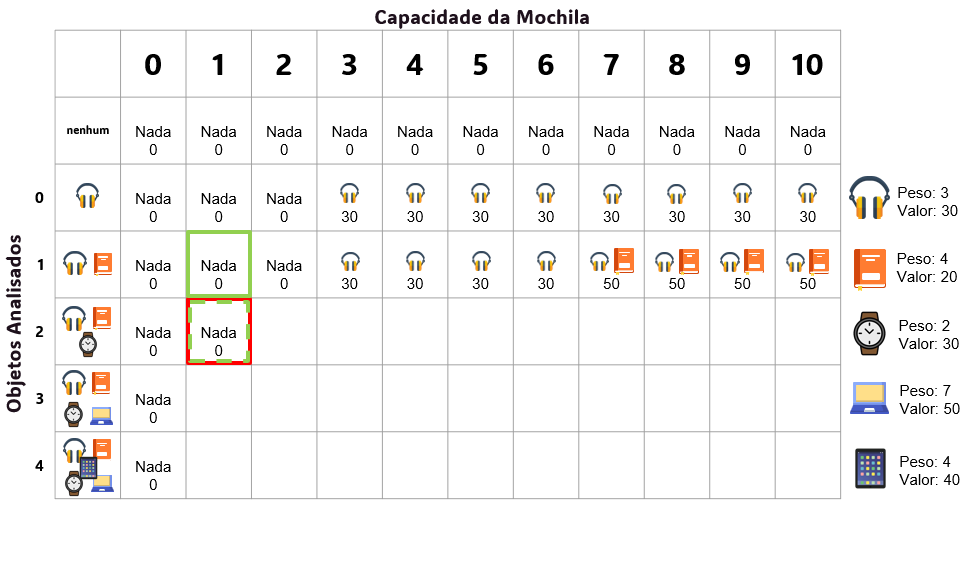 Capacidade da Mochila
0 1 2 3 4 5 6 7 8 9 10
nenhum Nada Nada Nada Nada Nada Nada Nada Nada Nada Nada Nada
0 0 0 0 0 0 0 0 0 0 0
Objetos Analisados
0 Nada Nada Nada
0 0 0 30 30 30 30 30 30 30 30
Peso: 3
Valor: 30
1 Nada Nada Nada
0 0 0 30 30 30 30 50 50 50 50
Peso: 4
Valor: 20
2 Nada Nada
0 0
Peso: 2
Valor: 30
3 Nada
0
Peso: 7
Valor: 50
4 Nada
0
Peso: 4
Valor: 40